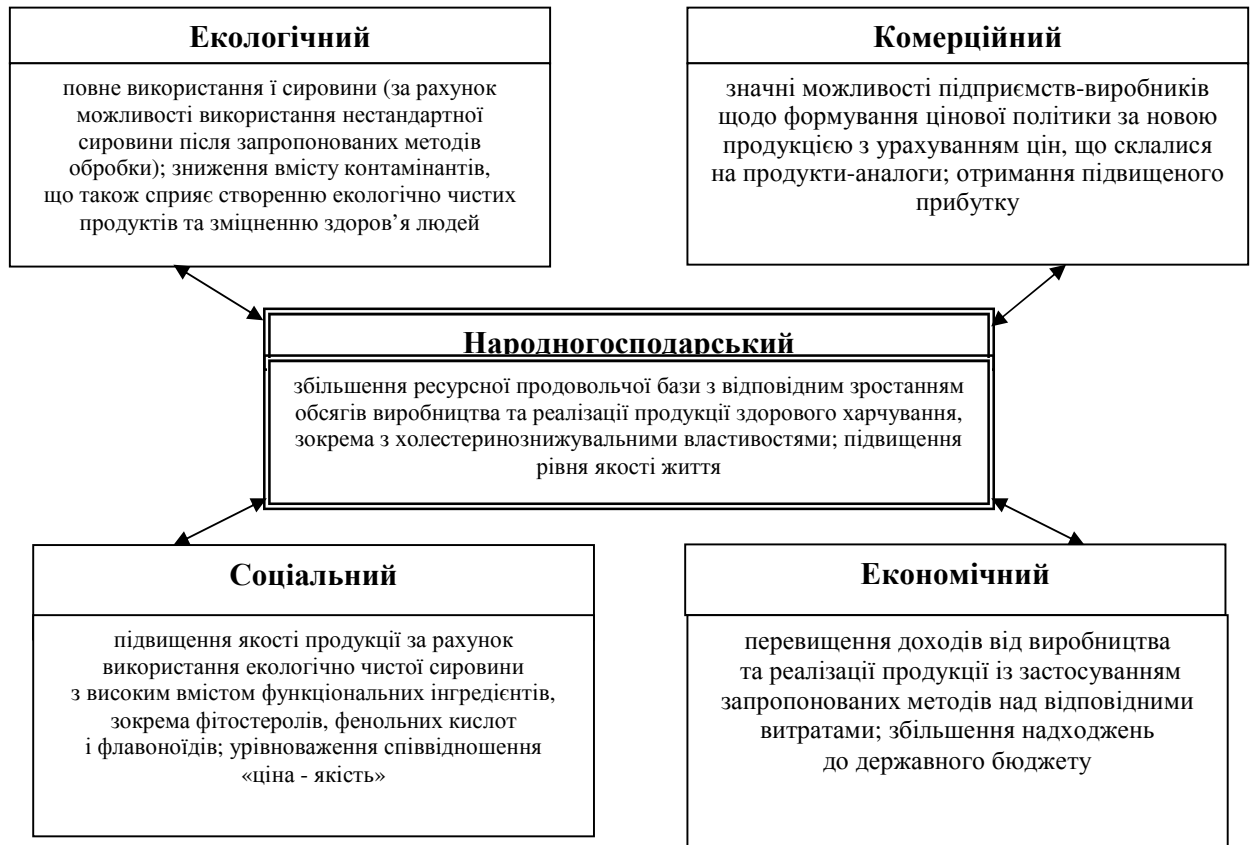 Екологічний
повне використання ї сировини (за рахунок
можливості використання нестандартної
сировини після запропонованих методів
обробки); зниження вмісту контамінантів,
що також сприяє створенню екологічно чистих
продуктів та зміцненню здоров’я людей
Комерційний
значні можливості підприємств-виробників
щодо формування цінової політики за новою
продукцією з урахуванням цін, що склалися
на продукти-аналоги; отримання підвищеного
прибутку
Народногосподарський
збільшення ресурсної продовольчої бази з відповідним зростанням
обсягів виробництва та реалізації продукції здорового харчування,
зокрема з холестеринознижувальними властивостями; підвищення
рівня якості життя
Соціальний
підвищення якості продукції за рахунок
використання екологічно чистої сировини
з високим вмістом функціональних інгредієнтів,
зокрема фітостеролів, фенольних кислот
і флавоноїдів; урівноваження співвідношення
«ціна - якість»
Економічний
перевищення доходів від виробництва
та реалізації продукції із застосуванням
запропонованих методів над відповідними
витратами; збільшення надходжень
до державного бюджету